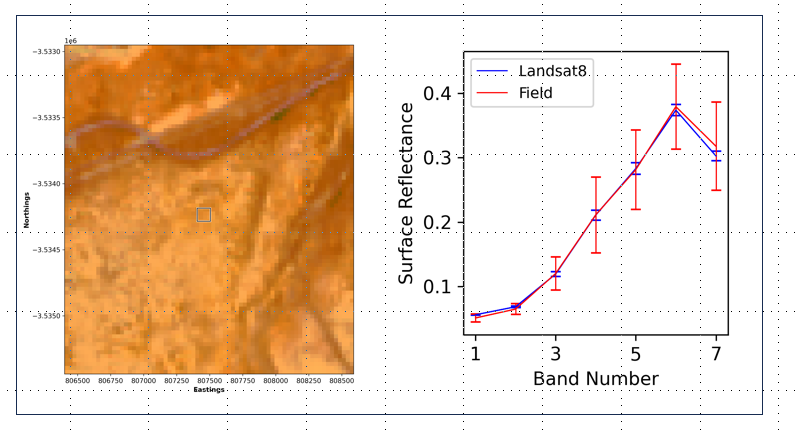 1e6
−3.5330
−3.5335
−3.5340
−3.5345
−3.5350
Northings
806500 806750 807000 807250 807500 807750 808000 808250 808500
Eastings
Landsat8
Field
0.4
0.3
0.2
0.1
Surface Reflectance
1 3 5 7
Band Number